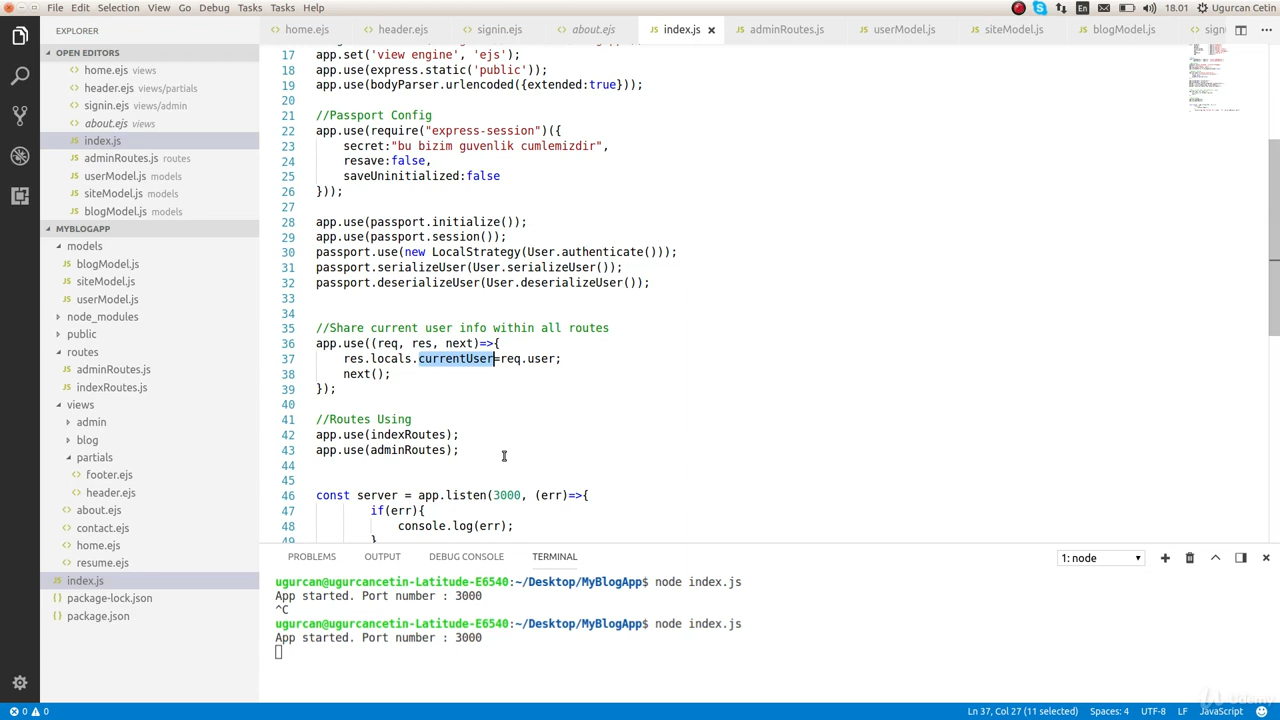 File Edit Selection View Go Debug Tasks Help
En 18.01 Ugurcan Cetin
EXPLORER
home.ejs header.ejs signin.ejs about.ejs index.js adminRoutes.js userModel.js siteModel.js blogModel.js
OPEN EDITORS
home.ejs views
header.ejs views/partials
signin.ejs views/admin
about.ejs views
index.js
adminRoutes.js routes
userModel.js models
siteModel.js models
blogModel.js models
MYBLOGAPP
models
blogModel.js
siteModel.js
userModel.js
node_modules
public
routes
adminRoutes.js
indexRoutes.js
views
admin
blog
partials
footer.ejs
header.ejs
about.ejs
contact.ejs
home.ejs
resume.ejs
index.js
package-lock.json
package.json
17 app.set('view engine', 'ejs');
18 app.use(express.static('public'));
19 app.use(bodyParser.urlencoded({extended:true}));
20
21 //Passport Config
22 app.use(require("express-session")({
23 secret:"bu bizim guvenlik cumlemizdir",
24 resave:false,
25 saveUninitialized:false
26 }));
27
28 app.use(passport.initialize());
29 app.use(passport.session());
30 passport.use(new LocalStrategy(User.authenticate()));
31 passport.serializeUser(User.serializeUser());
32 passport.deserializeUser(User.deserializeUser());
33
34
35 //Share current user info within all routes
36 app.use((req, res, next)=>{
37 res.locals.currentUser=req.user;
38 next();
39 });
40
41 //Routes Using
42 app.use(indexRoutes);
43 app.use(adminRoutes);
44
45
46 const server = app.listen(3000, (err)=>{
47 if(err){
48 console.log(err);
49 }
PROBLEMS OUTPUT DEBUG CONSOLE TERMINAL 1: node
ugurcan@ugurcancetin-Latitude-E6540:~/Desktop/MyBlogApp$ node index.js
App started. Port number : 3000
^C
ugurcan@ugurcancetin-Latitude-E6540:~/Desktop/MyBlogApp$ node index.js
App started. Port number : 3000
Udemy
0 0 Ln 37, Col 27 (11 selected) Spaces: 4 UTF-8 LF JavaScript